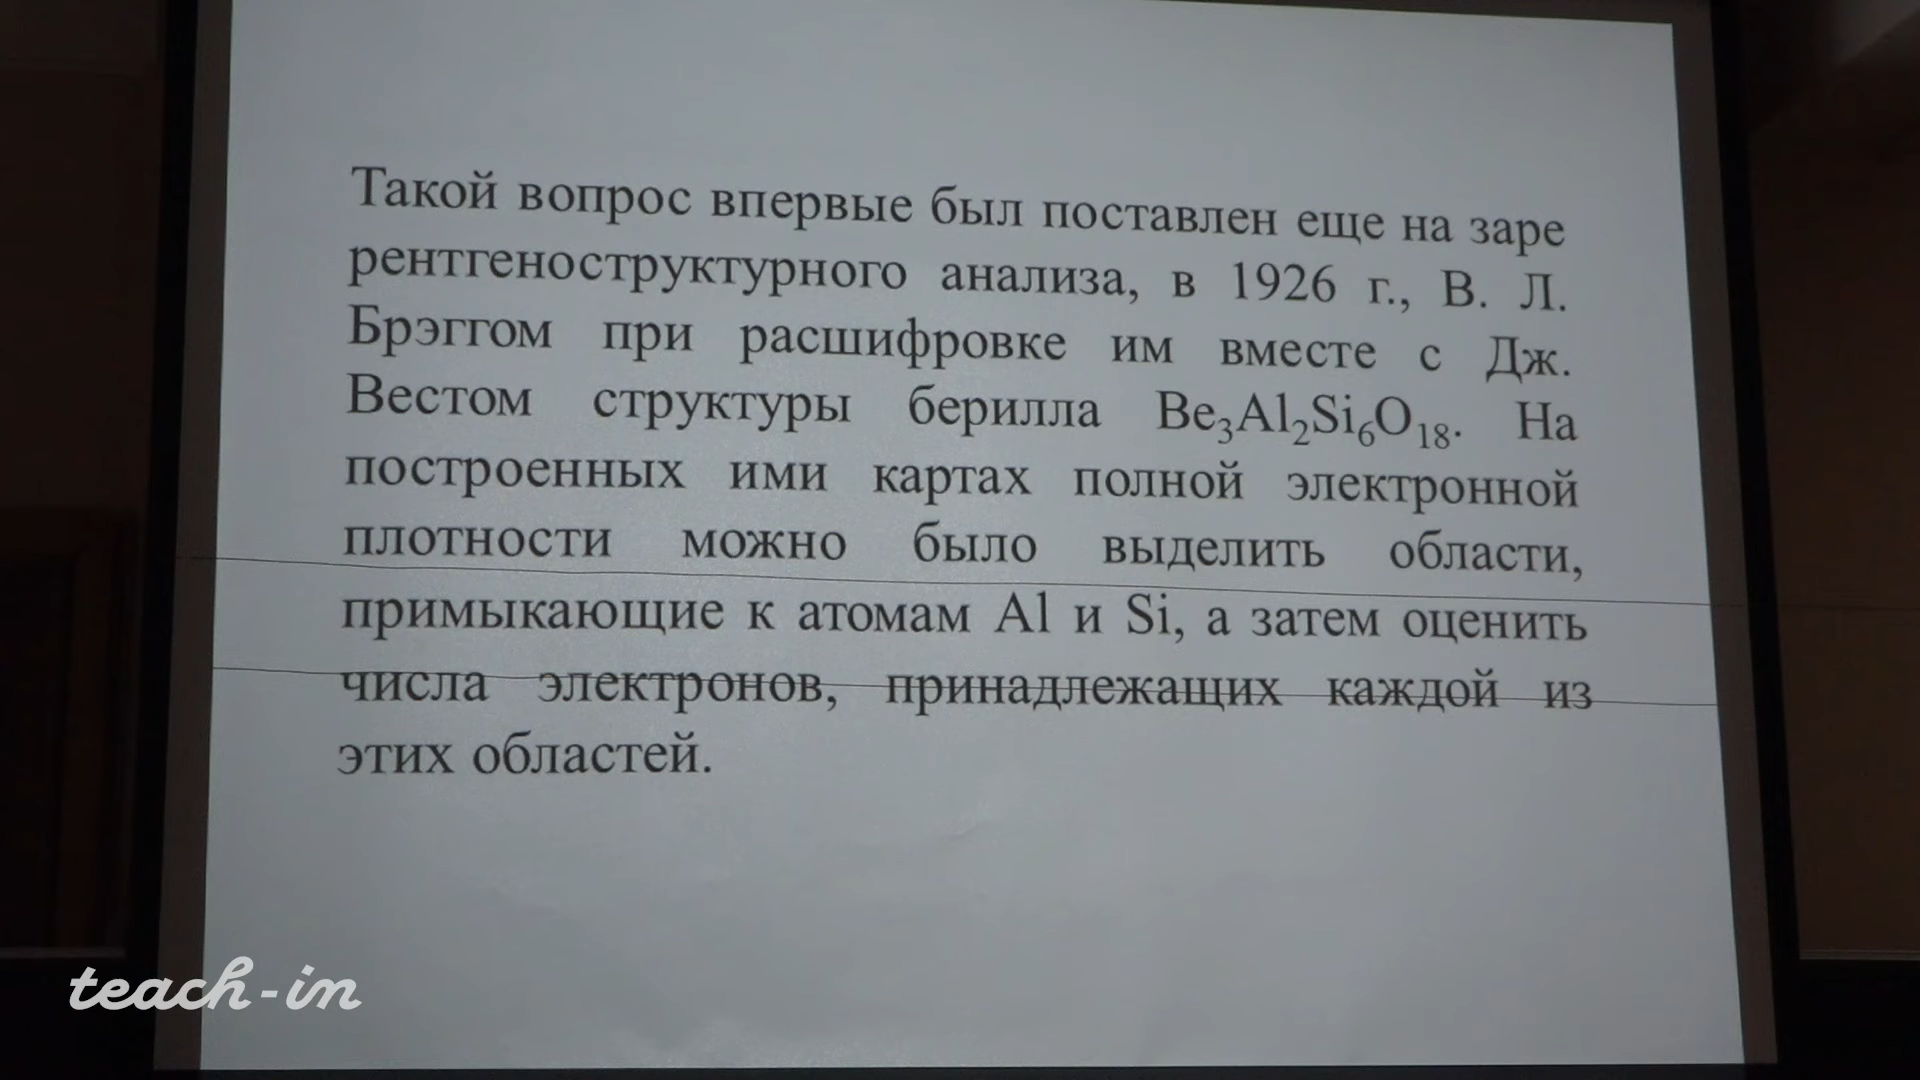 Такой вопрос впервые был поставлен еще на заре
рентгеноструктурного анализа, в 1926 г., В. Л.
Брэггом при расшифровке им вместе с Дж.
Вестом структуры берилла Be₃Al₂Si₆O₁₈. На
построенных ими картах полной электронной
плотности можно было выделить области,
примыкающие к атомам Al и Si, а затем оценить
числа электронов, принадлежащих каждой из
этих областей.
teach-in